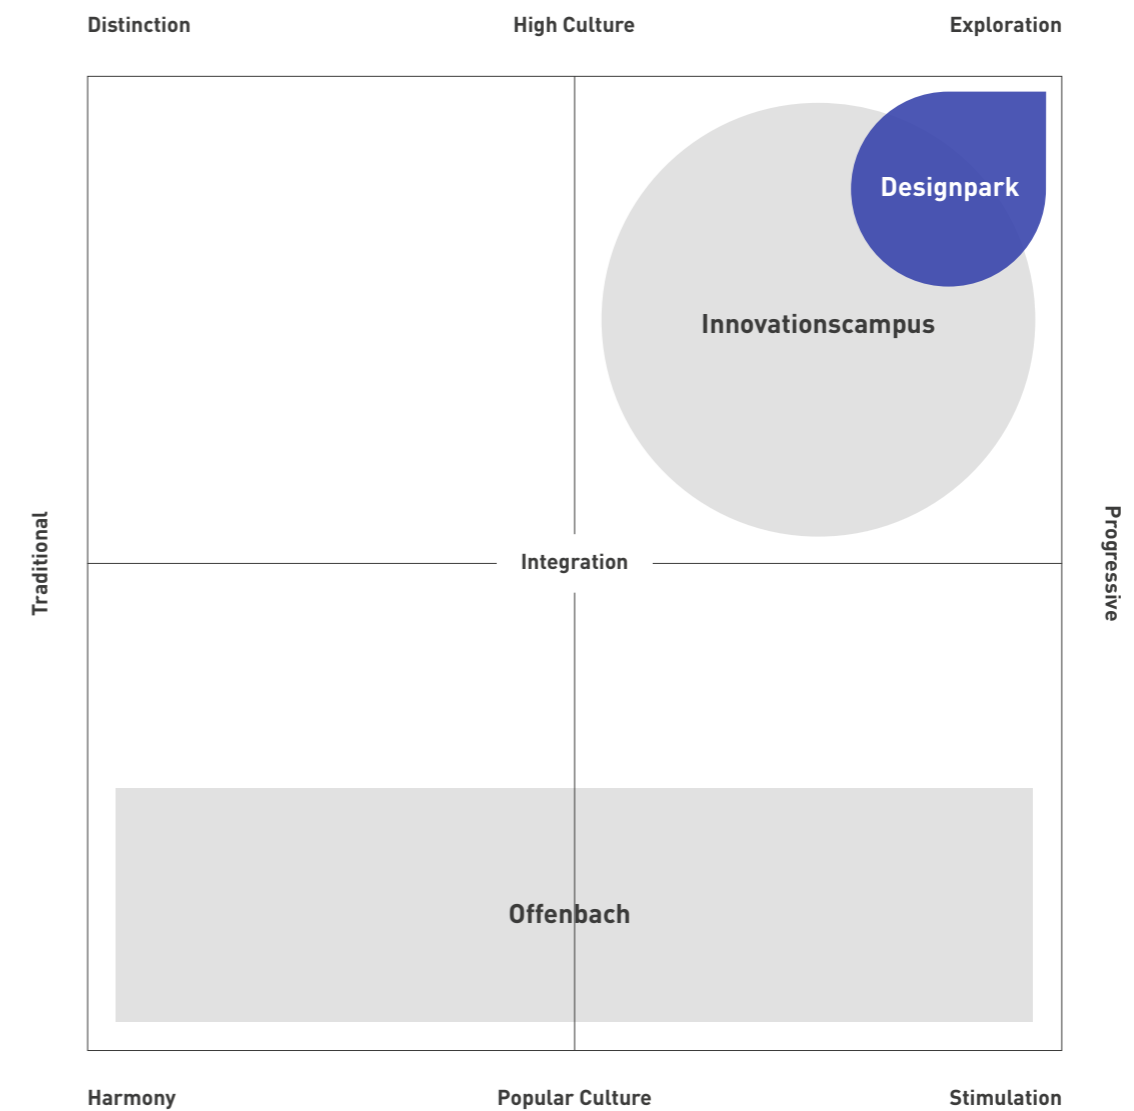 Distinction
High Culture
Exploration
Designpark
Innovationscampus
Traditional
Integration
Progressive
Offenbach
Harmony
Popular Culture
Stimulation